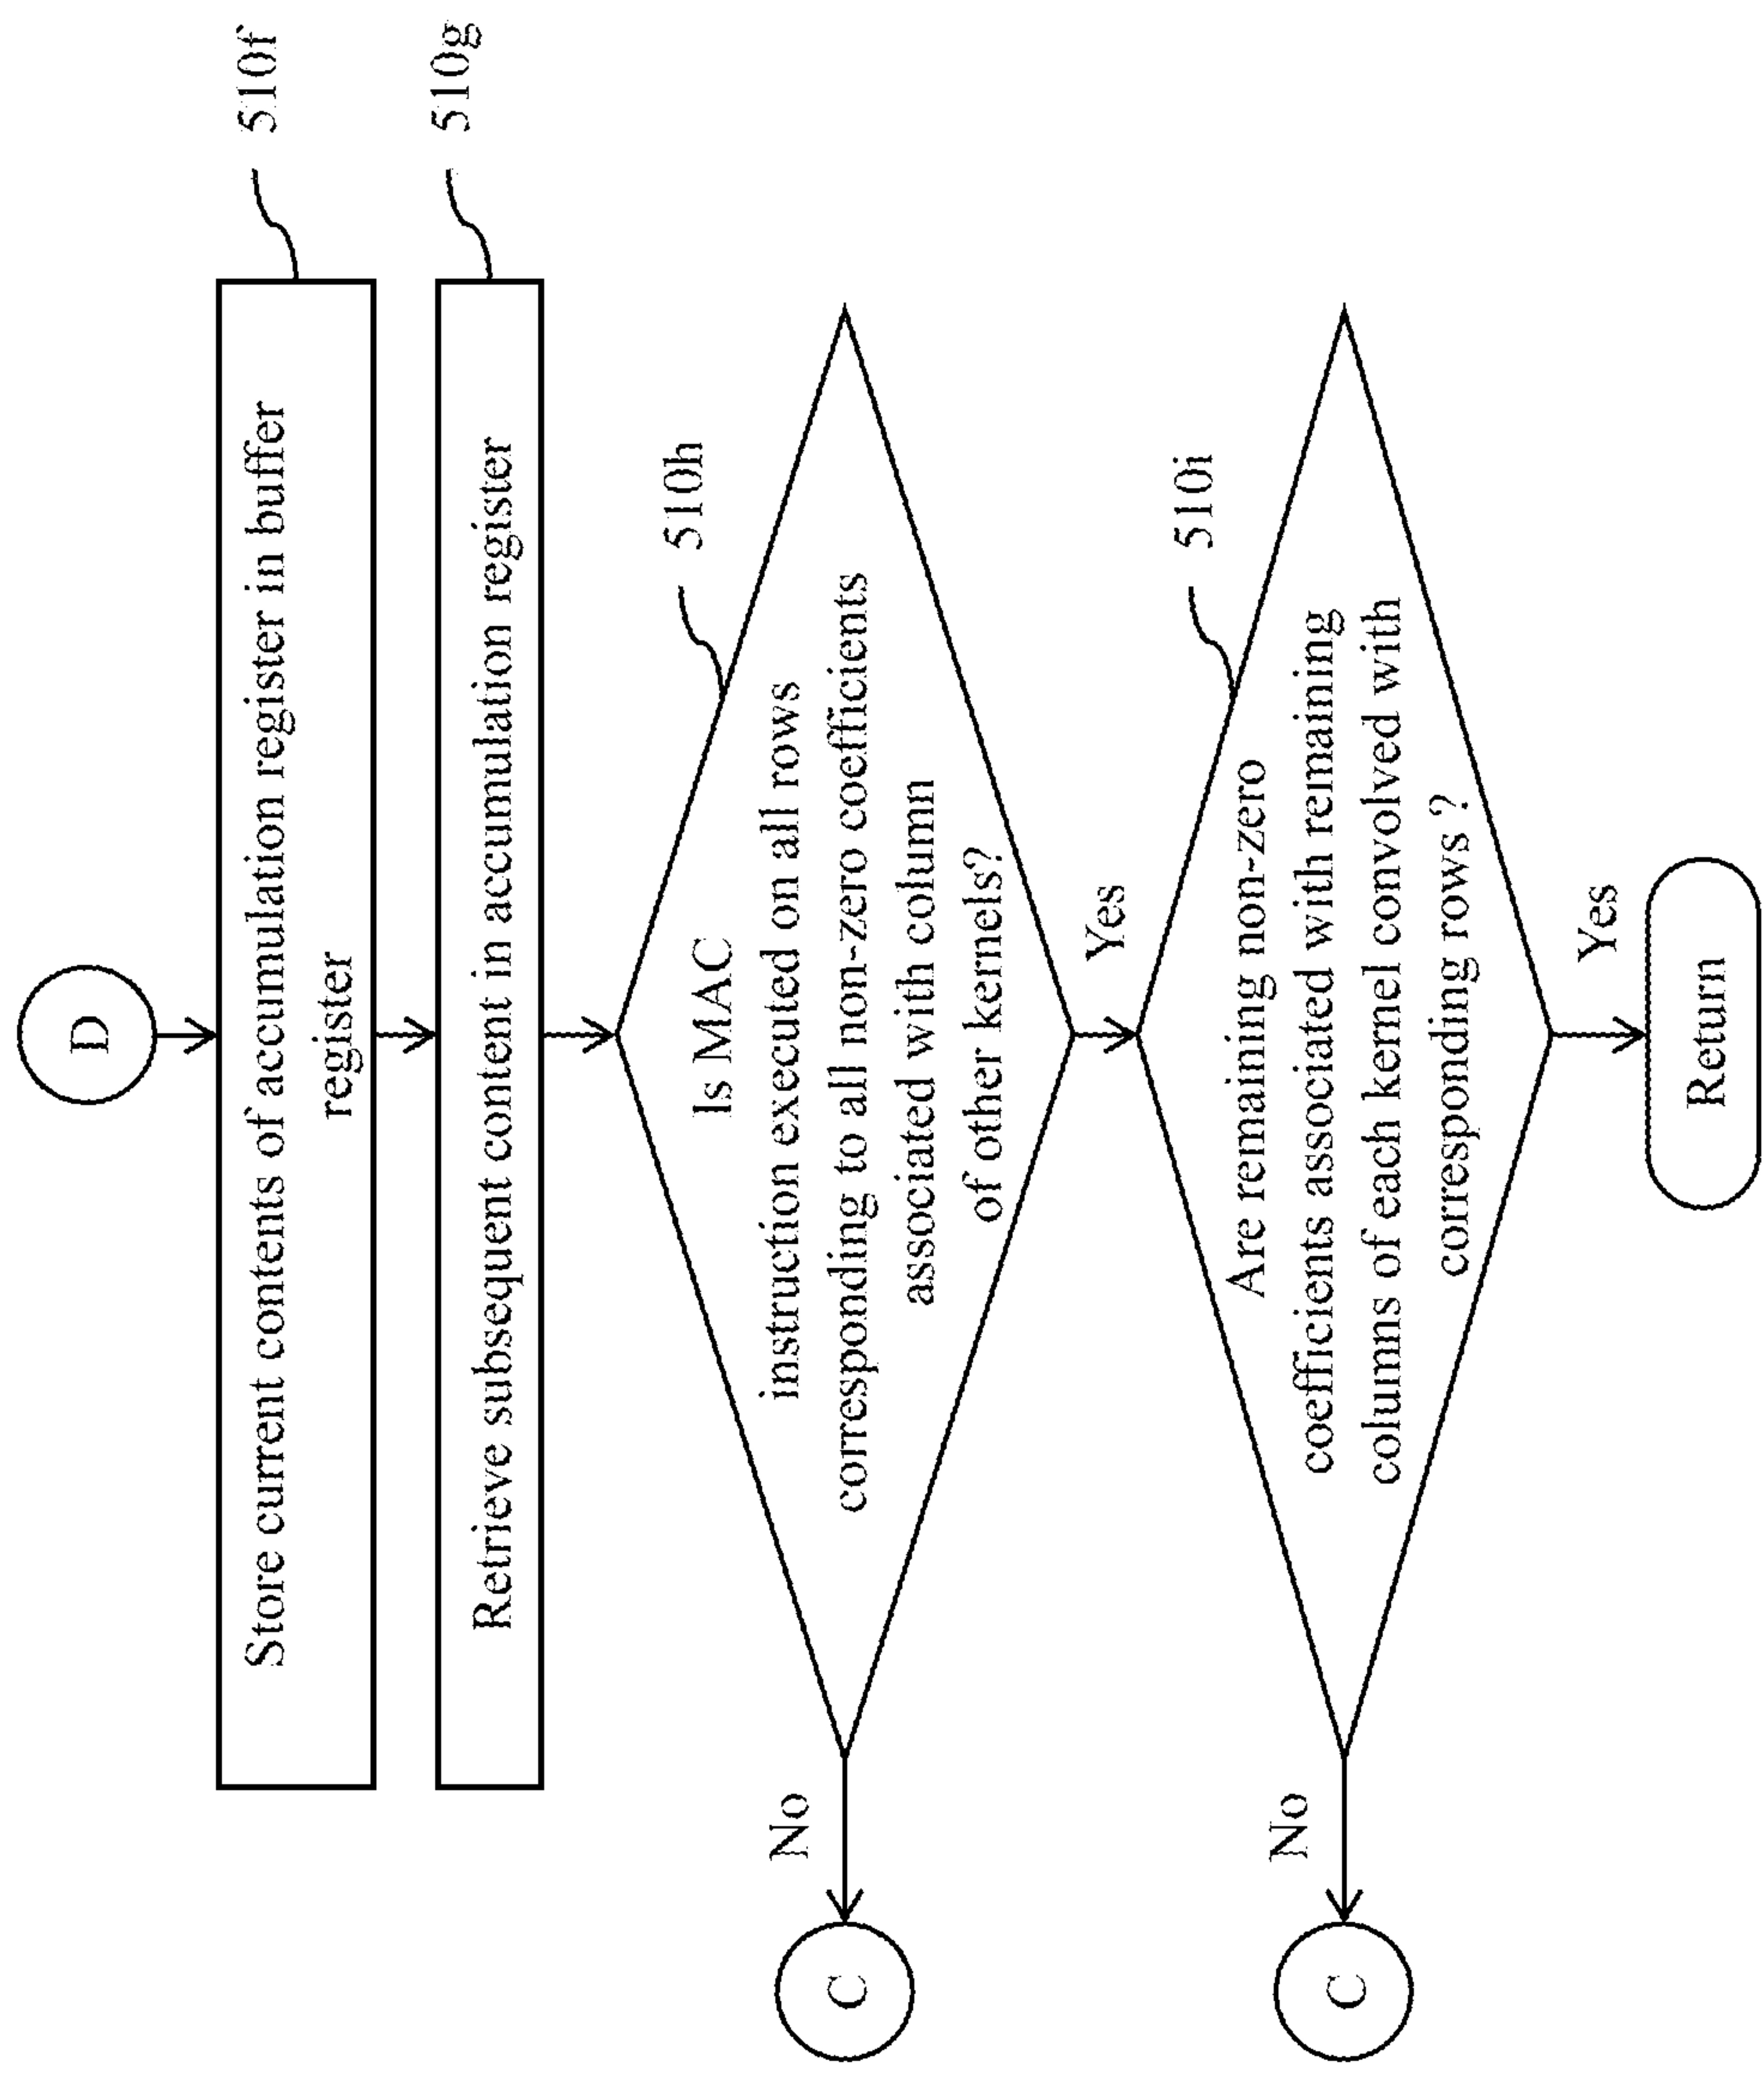 D
Store current contents of accumulation register in buffer
register
510f
Retrieve subsequent content in accumulation register
510g
Is MAC
instruction executed on all rows
corresponding to all non-zero coefficients
associated with column
of other kernels?
510h
No
C
Yes
Are remaining non-zero
coefficients associated with remaining
columns of each kernel convolved with
corresponding rows ?
510i
No
C
Yes
Return